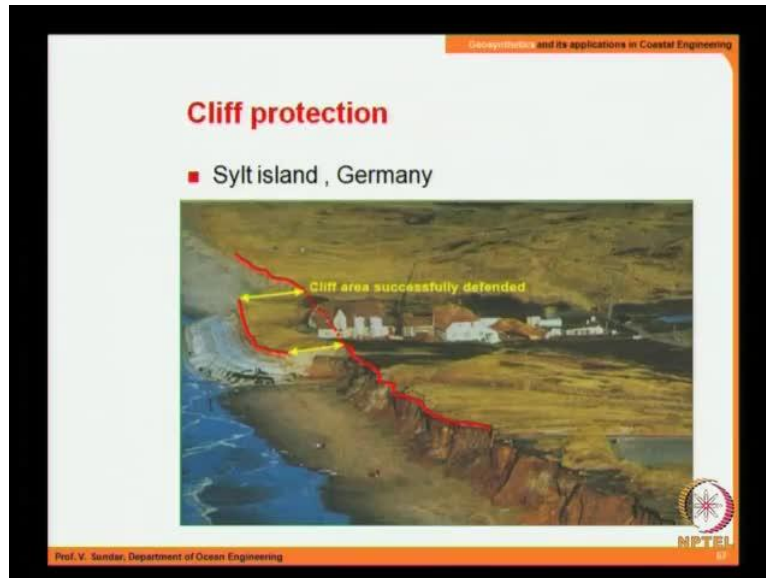 Geosynthetics and its applications in Coastal Engineering
Cliff protection
Sylt island , Germany
Cliff area successfully defended
NPTEL
Prof. V. Sundar, Department of Ocean Engineering